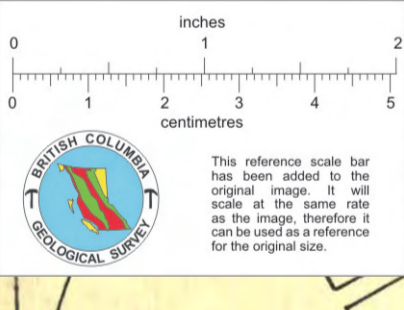 inches
0 1 2
0 1 2 3 4 5
centimetres
BRITISH COLUMBIA
GEOLOGICAL SURVEY
This reference scale bar
has been added to the
original image. It will
scale at the same rate
as the image, therefore it
can be used as a reference
for the original size.